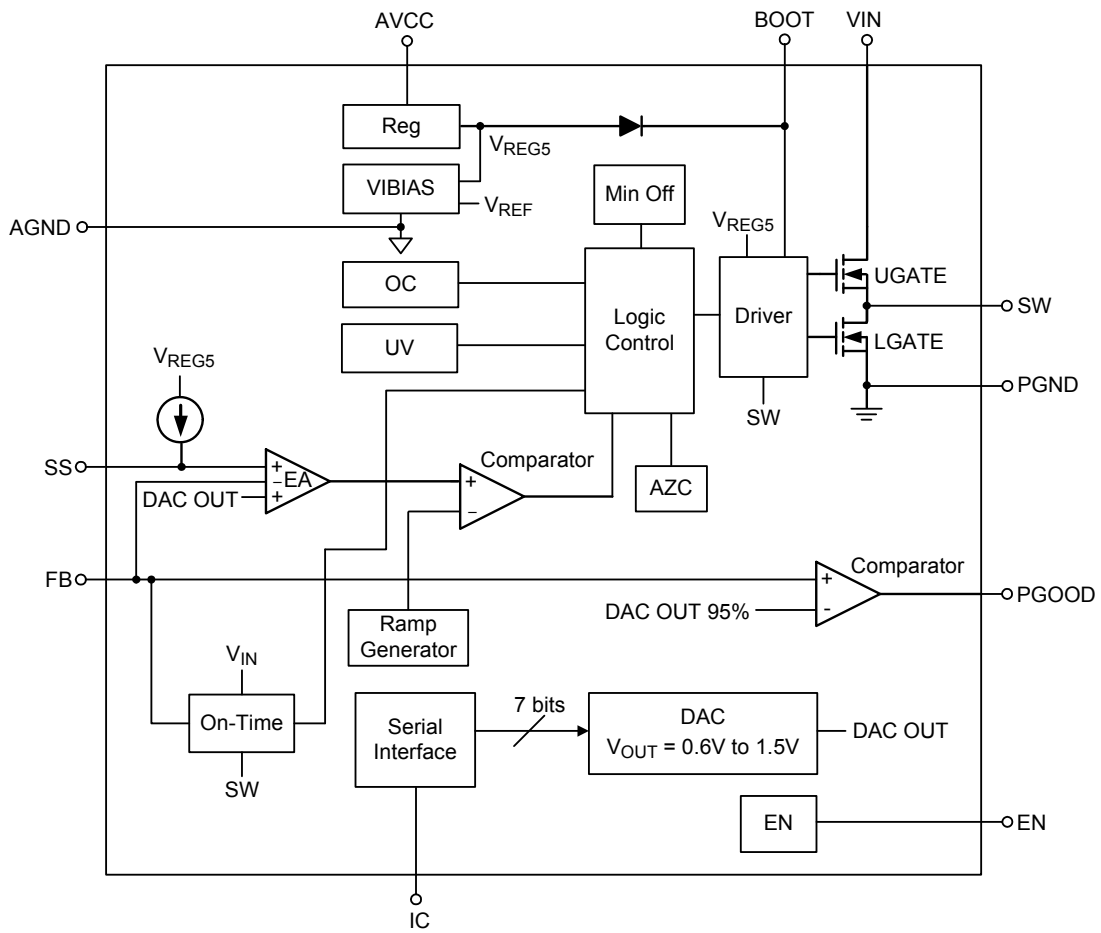 AVCC
BOOT
VIN
Reg
VREG5
VIBIAS
VREF
Min Off
AGND
VREG5
OC
UGATE
SW
Logic
Control
Driver
UV
LGATE
VREG5
PGND
SW
SS
+
−
+
EA
DAC OUT
Comparator
+
−
AZC
FB
Comparator
+
-
PGOOD
DAC OUT 95%
Ramp
Generator
VIN
On-Time
SW
Serial
Interface
7 bits
DAC
VOUT = 0.6V to 1.5V
DAC OUT
EN
EN
IC